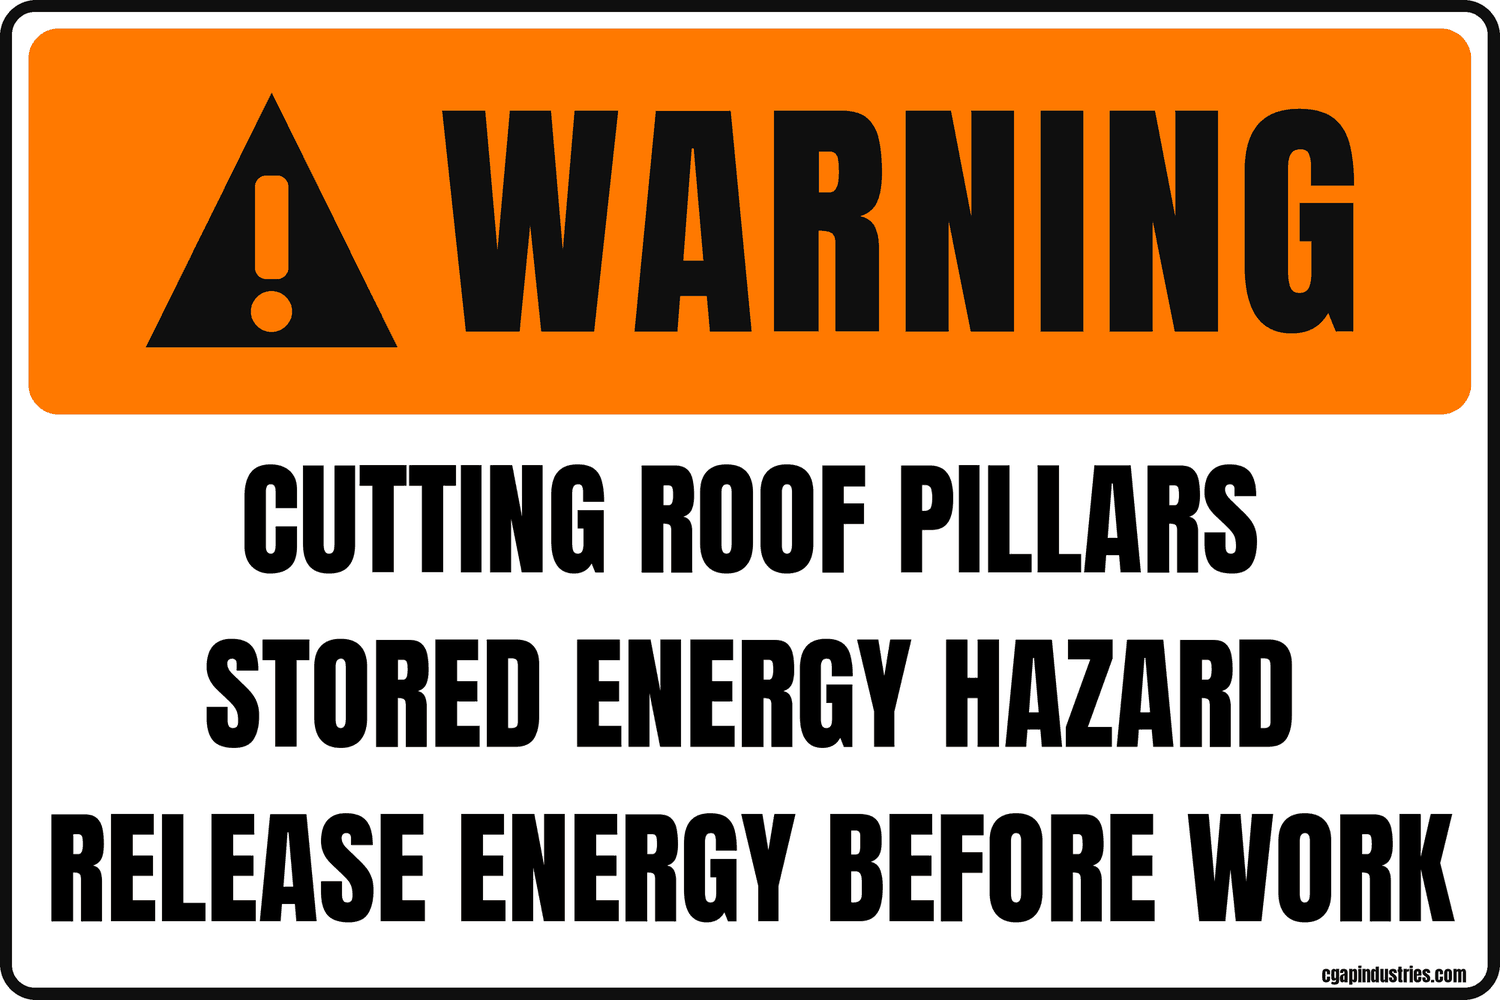 WARNING
CUTTING ROOF PILLARS
STORED ENERGY HAZARD
RELEASE ENERGY BEFORE WORK
cgapindustries.com